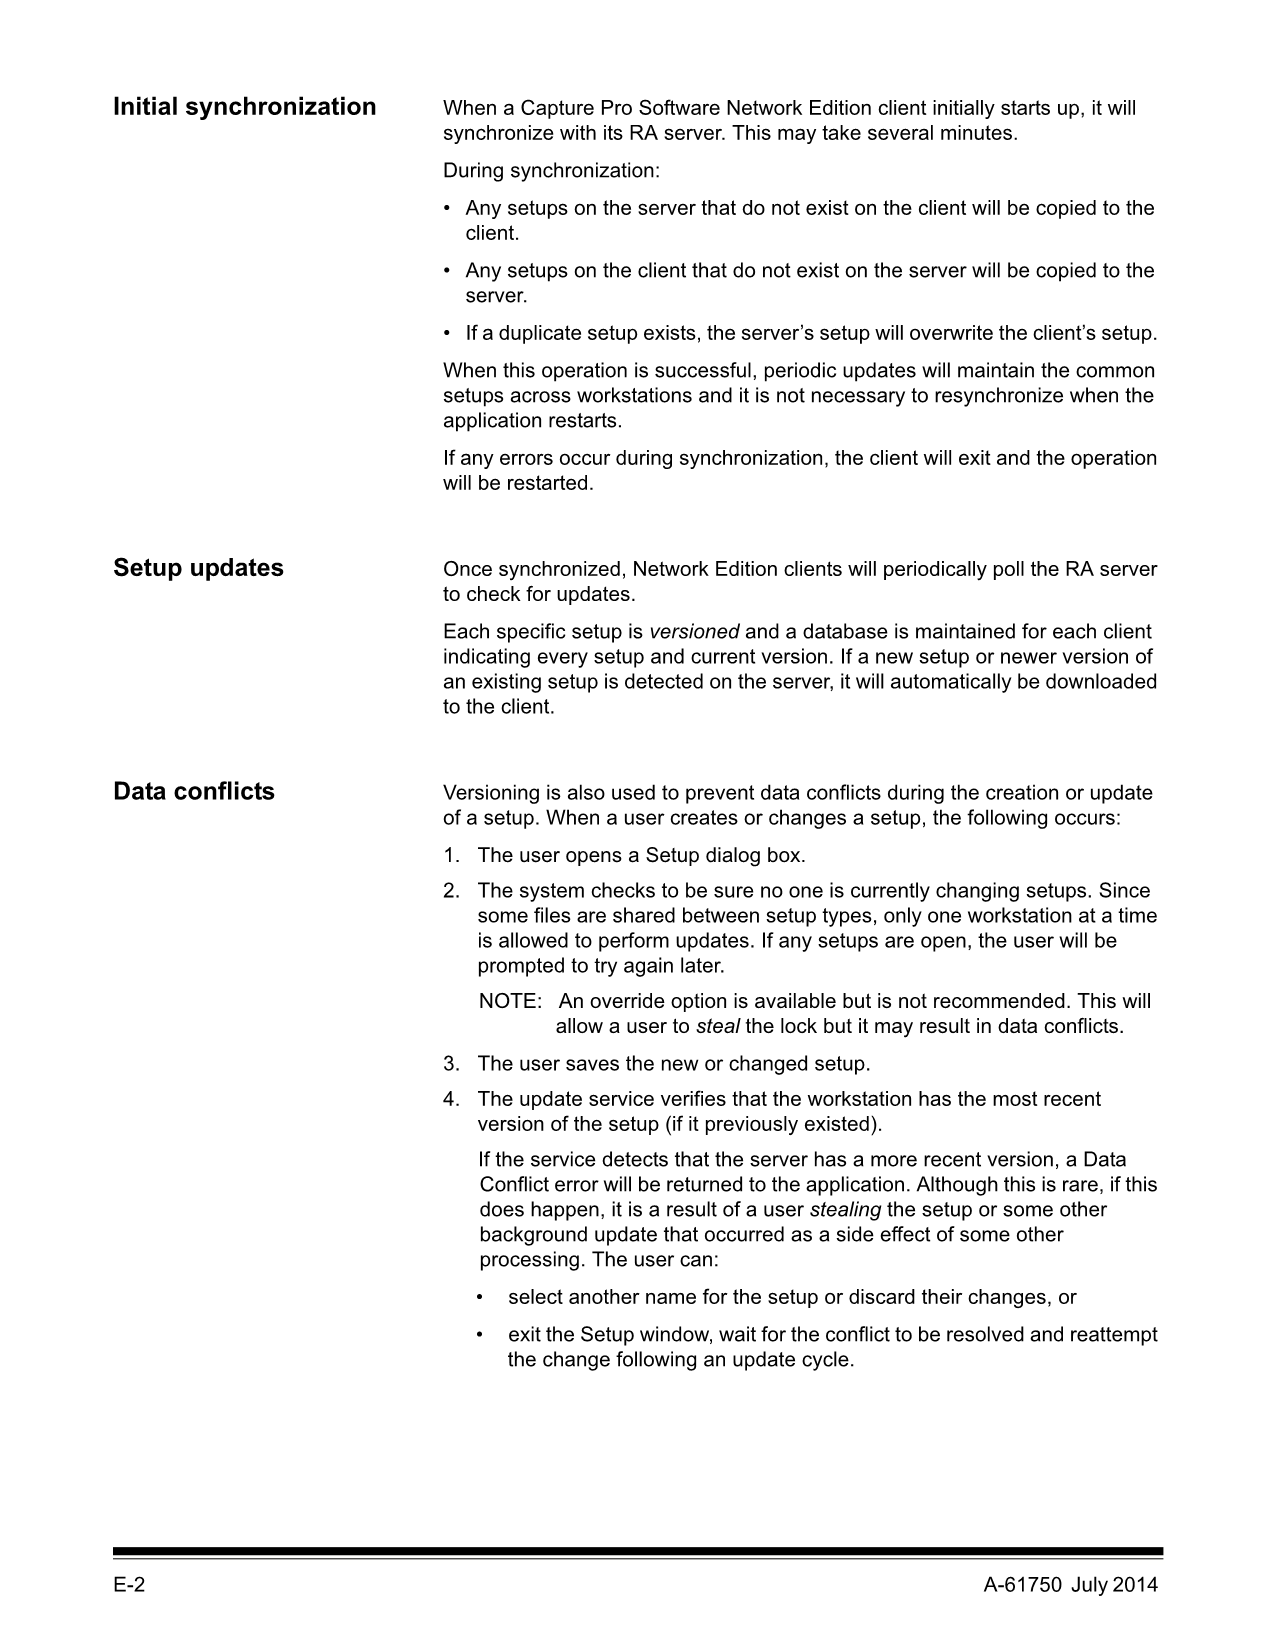 Initial synchronization
When a Capture Pro Software Network Edition client initially starts up, it will
synchronize with its RA server. This may take several minutes.
During synchronization:
• Any setups on the server that do not exist on the client will be copied to the
client.
• Any setups on the client that do not exist on the server will be copied to the
server.
• If a duplicate setup exists, the server’s setup will overwrite the client’s setup.
When this operation is successful, periodic updates will maintain the common
setups across workstations and it is not necessary to resynchronize when the
application restarts.
If any errors occur during synchronization, the client will exit and the operation
will be restarted.
Setup updates
Once synchronized, Network Edition clients will periodically poll the RA server
to check for updates.
Each specific setup is versioned and a database is maintained for each client
indicating every setup and current version. If a new setup or newer version of
an existing setup is detected on the server, it will automatically be downloaded
to the client.
Data conflicts
Versioning is also used to prevent data conflicts during the creation or update
of a setup. When a user creates or changes a setup, the following occurs:
1. The user opens a Setup dialog box.
2. The system checks to be sure no one is currently changing setups. Since
some files are shared between setup types, only one workstation at a time
is allowed to perform updates. If any setups are open, the user will be
prompted to try again later.
NOTE: An override option is available but is not recommended. This will
allow a user to steal the lock but it may result in data conflicts.
3. The user saves the new or changed setup.
4. The update service verifies that the workstation has the most recent
version of the setup (if it previously existed).
If the service detects that the server has a more recent version, a Data
Conflict error will be returned to the application. Although this is rare, if this
does happen, it is a result of a user stealing the setup or some other
background update that occurred as a side effect of some other
processing. The user can:
• select another name for the setup or discard their changes, or
• exit the Setup window, wait for the conflict to be resolved and reattempt
the change following an update cycle.
E-2
A-61750 July 2014